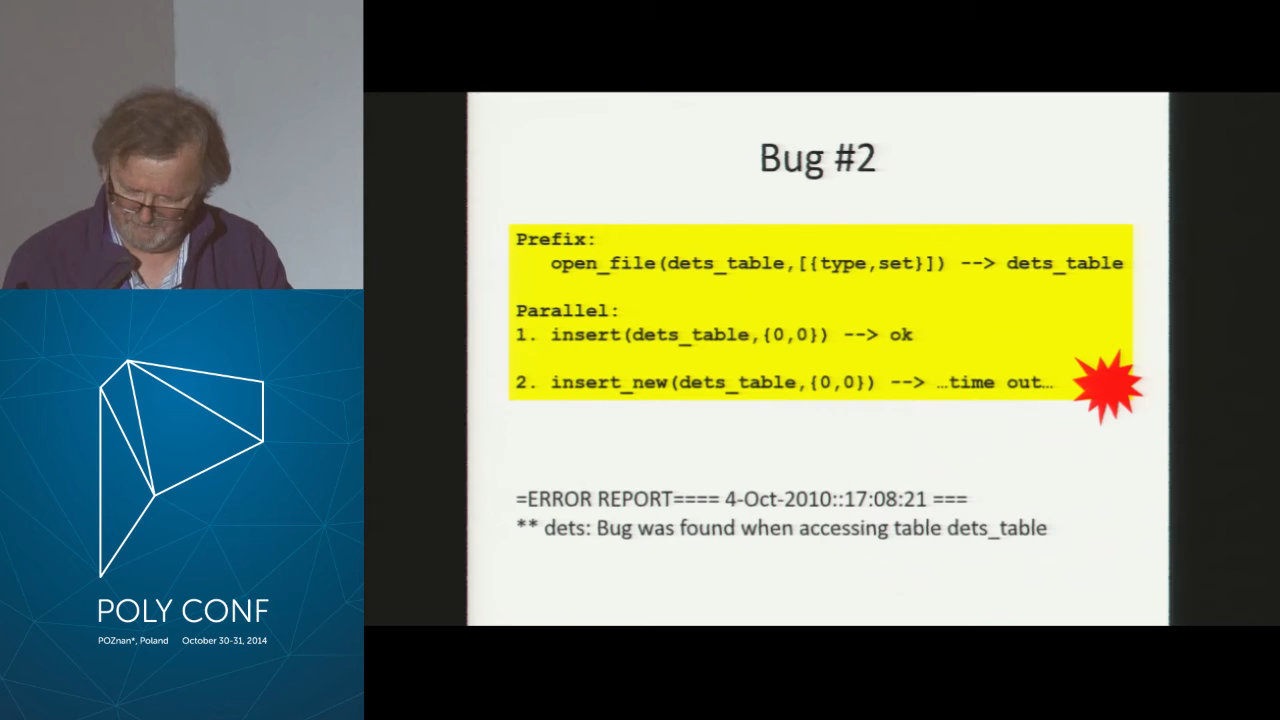 Bug #2
Prefix:
open_file(dets_table,[{type,set}]) --> dets_table
Parallel:
1. insert(dets_table,{0,0}) --> ok
2. insert_new(dets_table,{0,0}) --> …time out…
=ERROR REPORT==== 4-Oct-2010::17:08:21 ===
** dets: Bug was found when accessing table dets_table
POLY CONF
POZnan*, Poland October 30-31, 2014